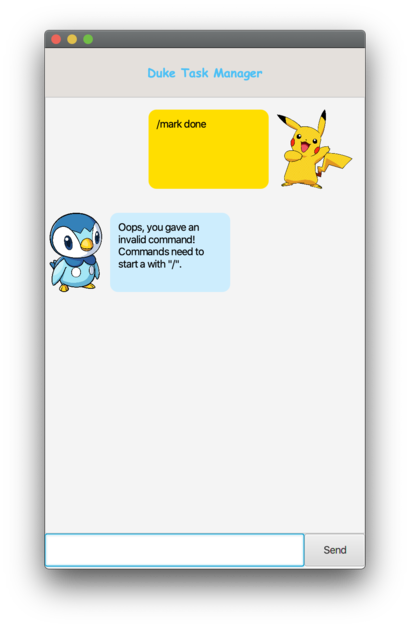 Duke Task Manager
/mark done
Oops, you gave an
invalid command!
Commands need to
start a with "/".
Send